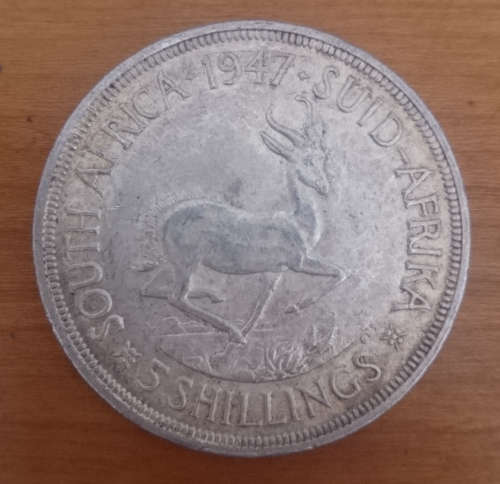 SOUTH AFRICA · 1947 · SUID-AFRIKA
5 SHILLINGS